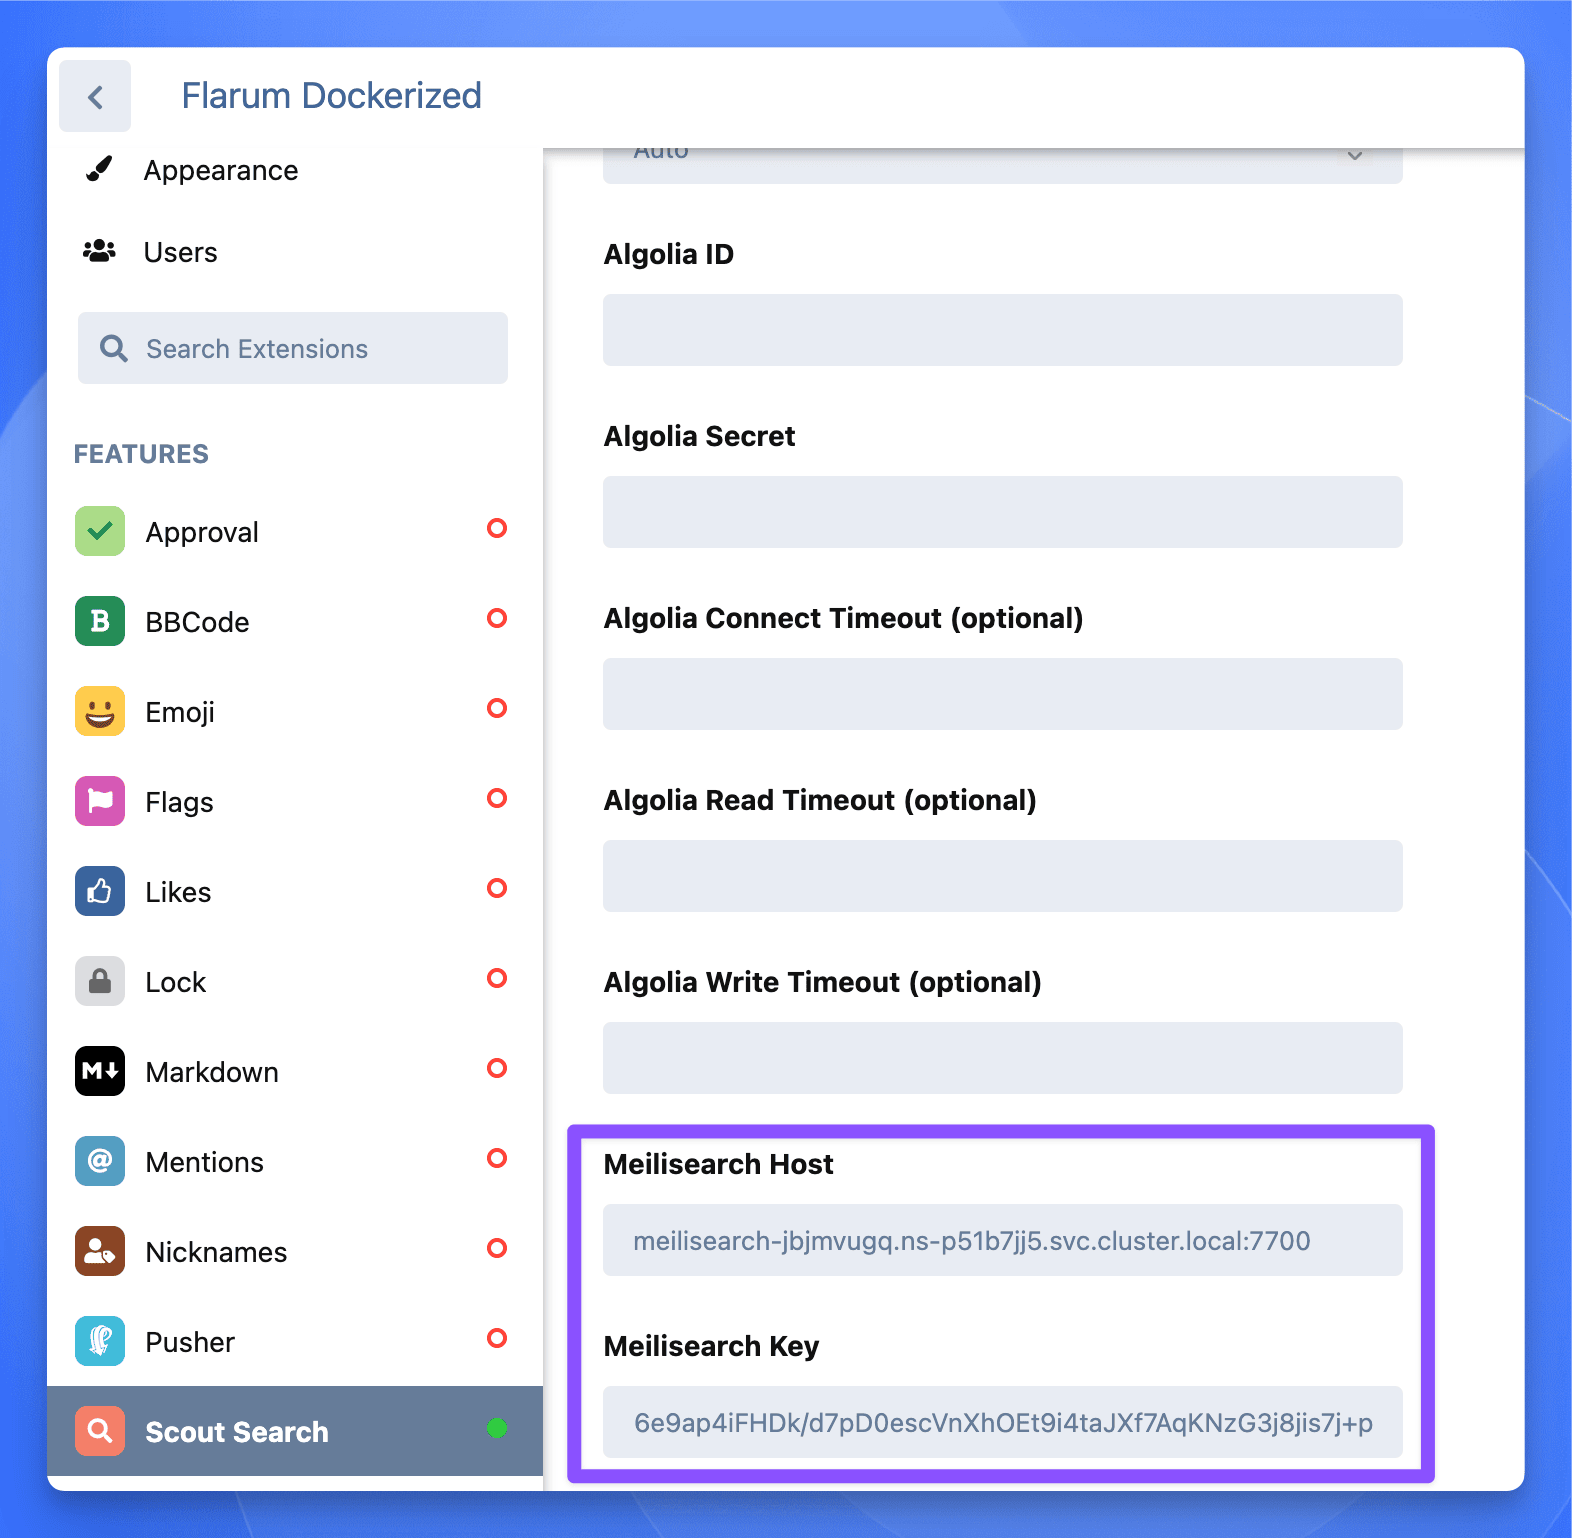 Flarum Dockerized
Appearance
Users
Search Extensions
FEATURES
Approval
B
BBCode
Emoji
Flags
Likes
Lock
M
Markdown
@
Mentions
Nicknames
Pusher
Scout Search
Auto
Algolia ID
Algolia Secret
Algolia Connect Timeout (optional)
Algolia Read Timeout (optional)
Algolia Write Timeout (optional)
Meilisearch Host
meilisearch-jbjmvugq.ns-p51b7jj5.svc.cluster.local:7700
Meilisearch Key
6e9ap4iFHDk/d7pD0escVnXhOEt9i4taJXf7AqKNzG3j8jis7j+p